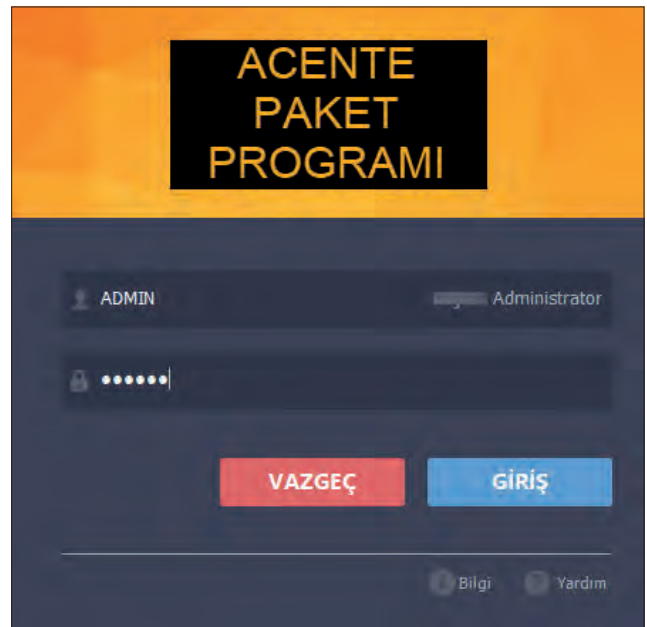 ACENTE
PAKET
PROGRAMI
ADMIN
Administrator
••••••
VAZGEÇ
GİRİŞ
Bilgi
Yardım